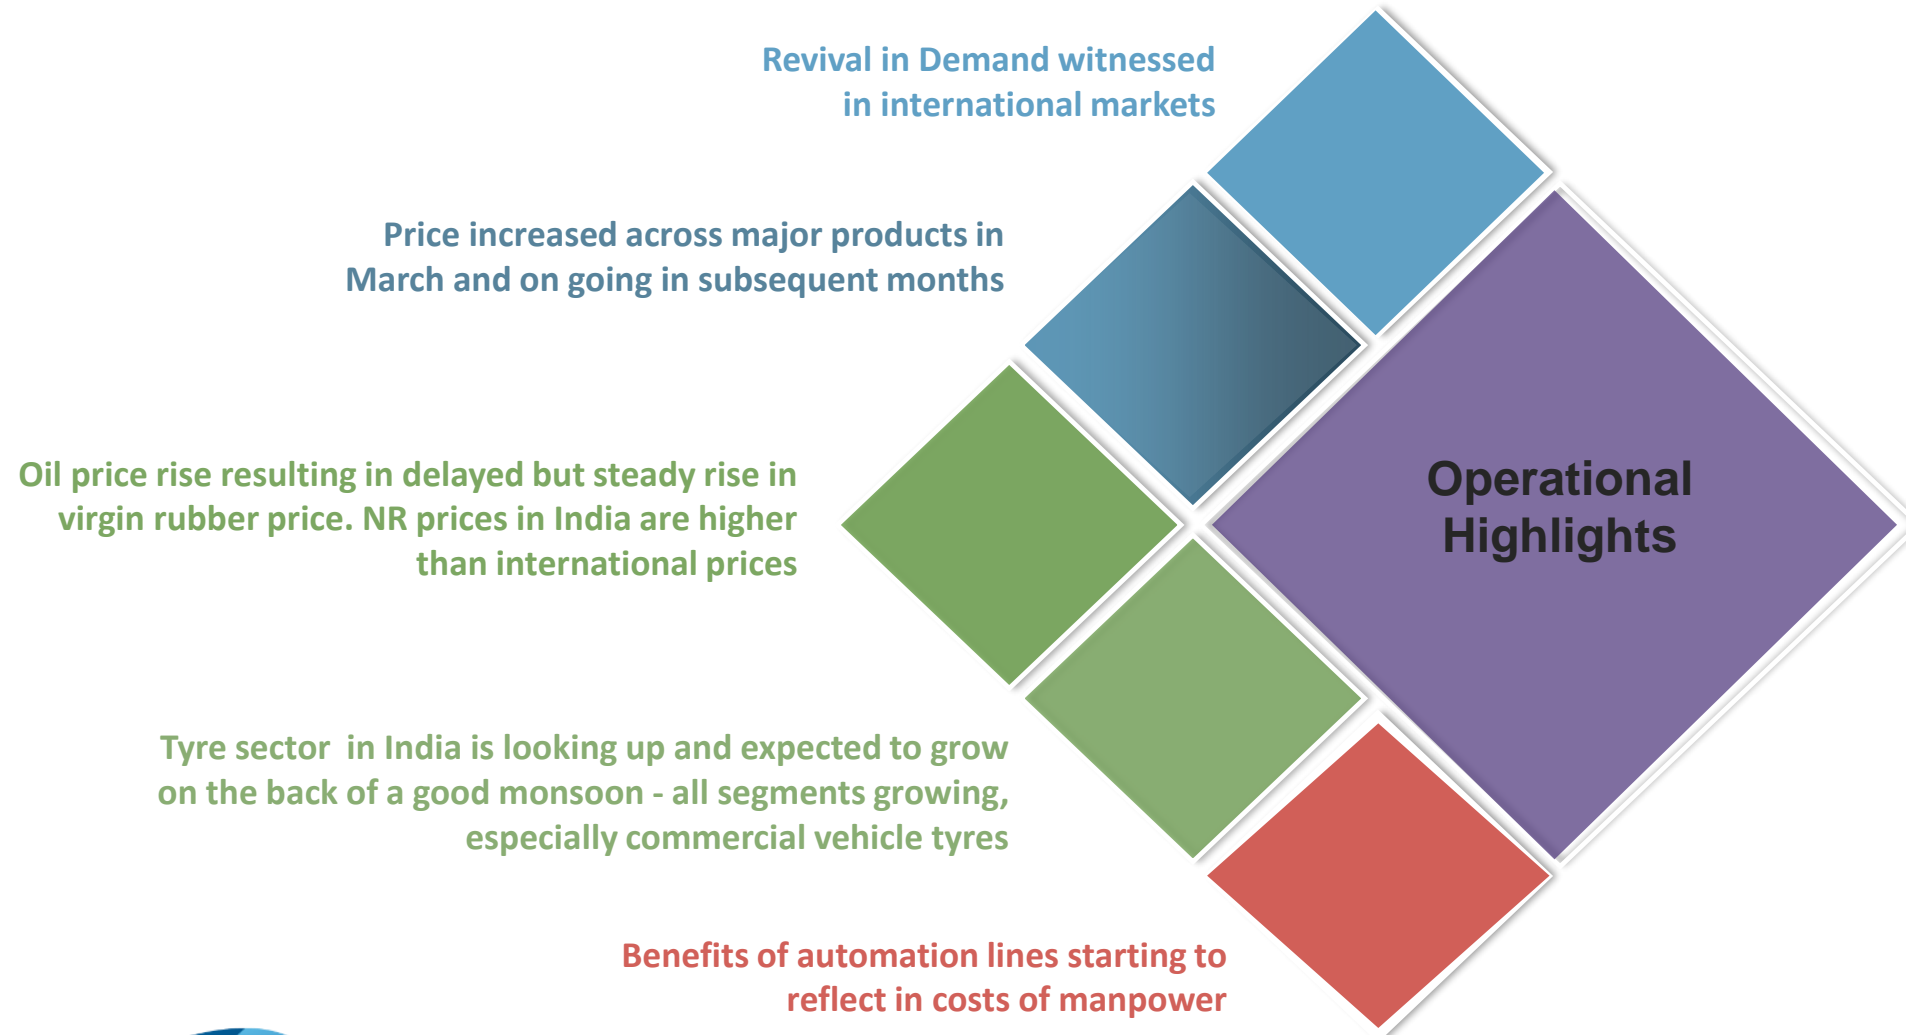 Revival in Demand witnessed
in international markets
Price increased across major products in
March and on going in subsequent months
Oil price rise resulting in delayed but steady rise in
virgin rubber price. NR prices in India are higher
than international prices
Operational
Highlights
Tyre sector  in India is looking up and expected to grow
on the back of a good monsoon - all segments growing,
especially commercial vehicle tyres
Benefits of automation lines starting to
reflect in costs of manpower